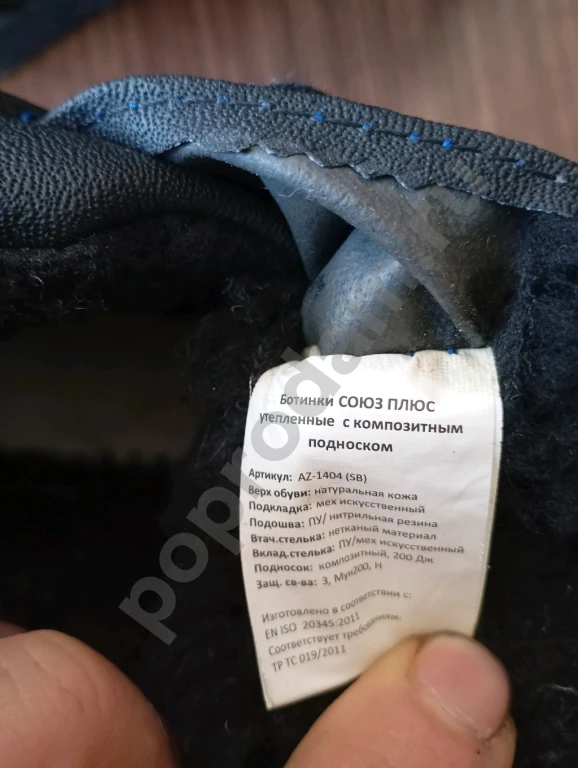 Ботинки СОЮЗ ПЛЮС
утепленные с композитным
подноском
Артикул: AZ-1404 (SB)
Верх обуви: натуральная кожа
Подкладка: мех искусственный
Подошва: ПУ/ нитрильная резина
Втач.стелька: нетканый материал
Вклад.стелька: ПУ/мех искусственный
Подносок: композитный, 200 Дж
Защ. св-ва: З, Мун200, Н
Изготовлено в соответствии с:
EN ISO 20345:2011
Соответствует требованиям:
ТР ТС 019/2011